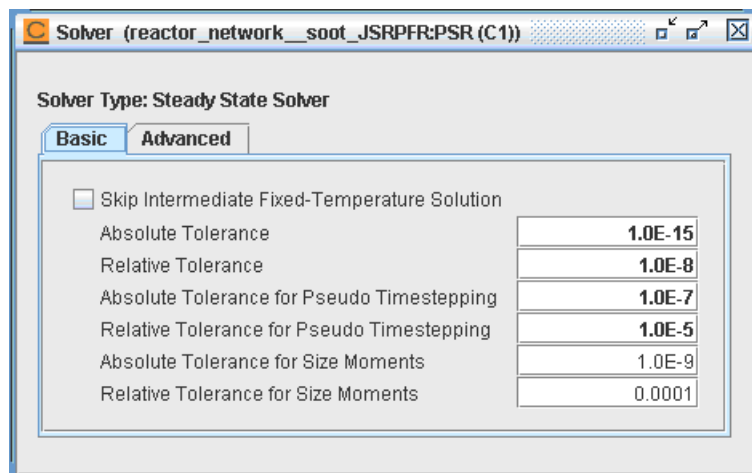 Solver (reactor_network__soot_JSRPFR:PSR (C1))
Solver Type: Steady State Solver
Basic Advanced
Skip Intermediate Fixed-Temperature Solution
Absolute Tolerance 1.0E-15
Relative Tolerance 1.0E-8
Absolute Tolerance for Pseudo Timestepping 1.0E-7
Relative Tolerance for Pseudo Timestepping 1.0E-5
Absolute Tolerance for Size Moments 1.0E-9
Relative Tolerance for Size Moments 0.0001